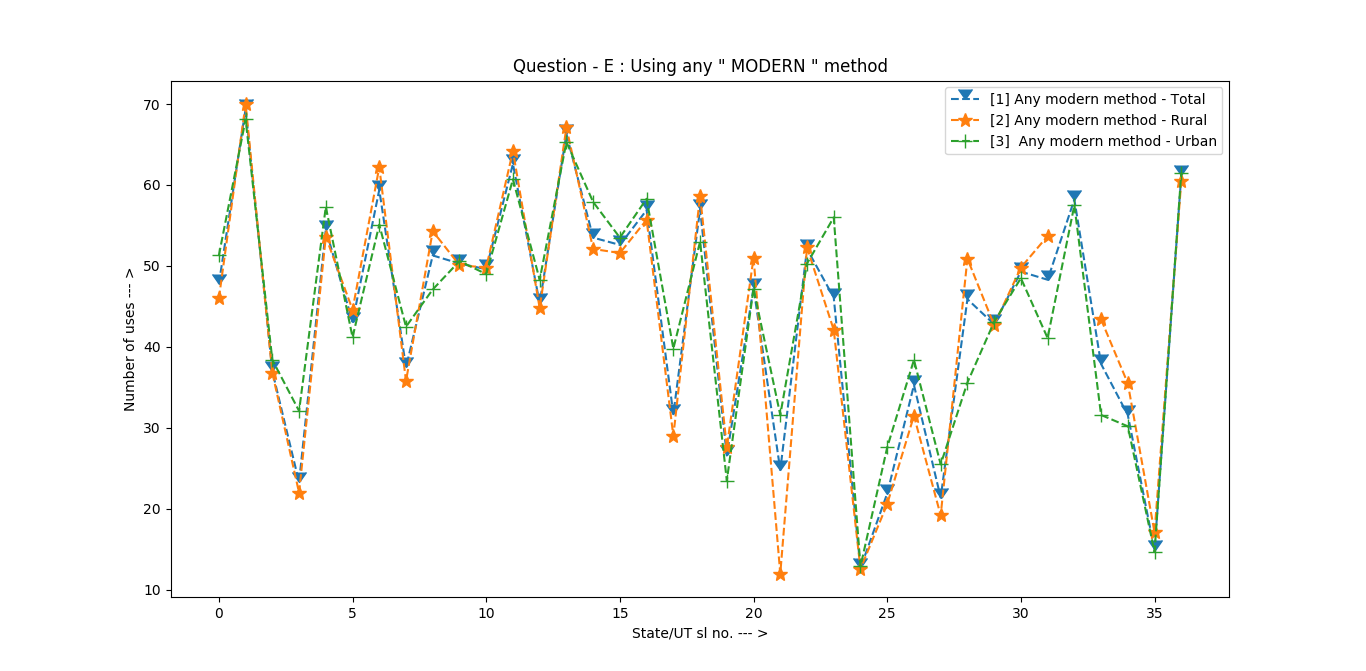 Question - E : Using any " MODERN " method
[1] Any modern method - Total
[2] Any modern method - Rural
[3]  Any modern method - Urban
Number of uses --- >
70
60
50
40
30
20
10
0 5 10 15 20 25 30 35
State/UT sl no. --- >